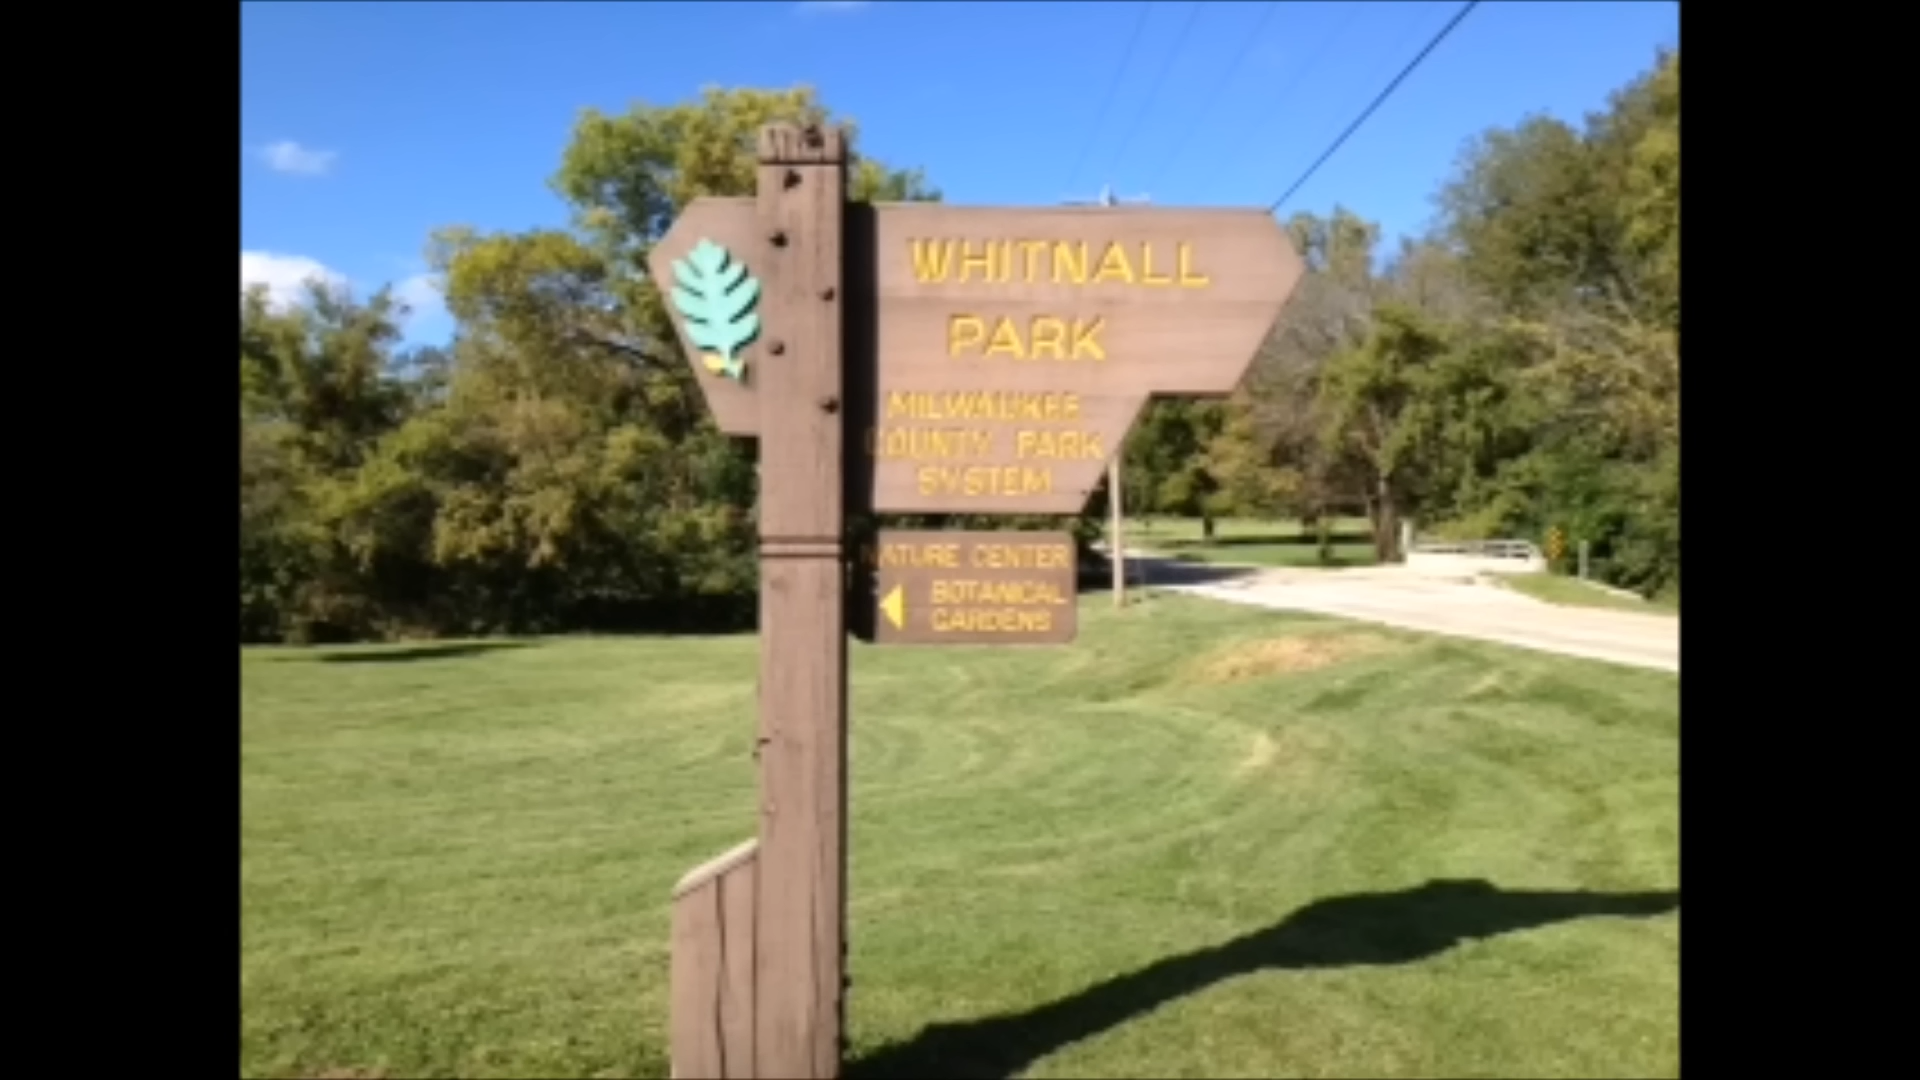 WHITNALL
PARK
MILWAUKEE
COUNTY PARK
SYSTEM
NATURE CENTER
BOTANICAL
GARDENS